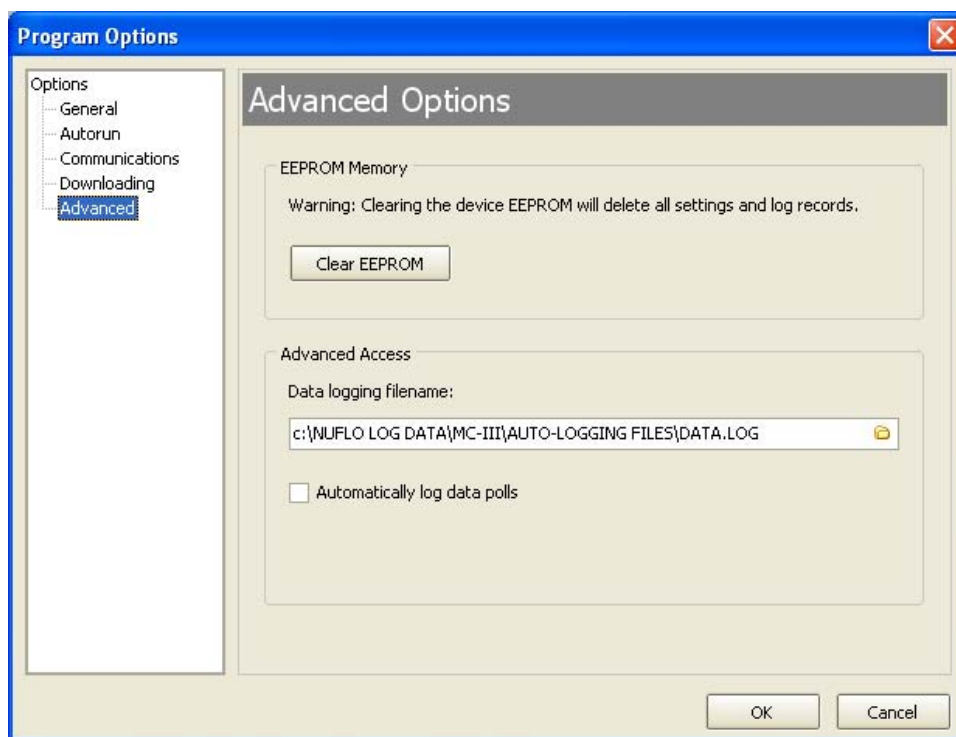 Program Options
Options
General
Autorun
Communications
Downloading
Advanced
Advanced Options
EEPROM Memory
Warning: Clearing the device EEPROM will delete all settings and log records.
Clear EEPROM
Advanced Access
Data logging filename:
c:\NUFLO LOG DATA\MC-III\AUTO-LOGGING FILES\DATA.LOG
Automatically log data polls
OK
Cancel